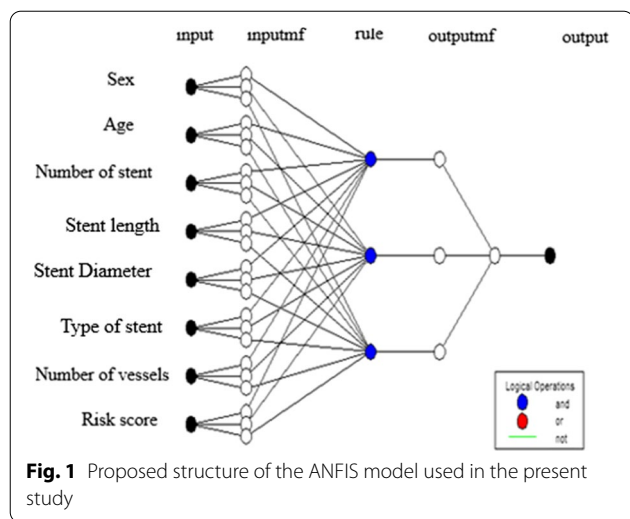 input inputmf rule outputmf output
Sex
Age
Number of stent
Stent length
Stent Diameter
Type of stent
Number of vessels
Risk score
Logical Operations
and
or
not
Fig. 1 Proposed structure of the ANFIS model used in the present
study